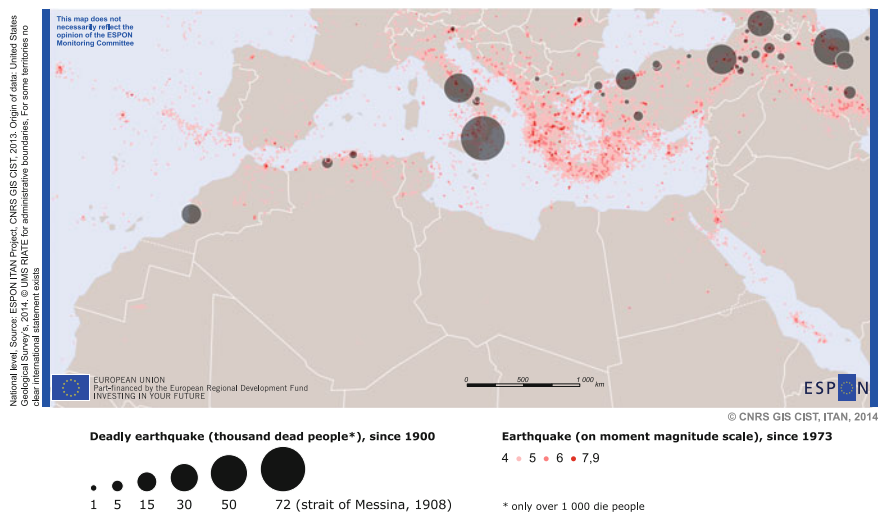 This map does not
necessarily reflect the
opinion of the ESPON
Monitoring Committee
National level, Source: ESPON ITAN Project, CNRS GIS CIST, 2013. Origin of data: United States
Geological Survey's, 2014. © UMS RIATE for administrative boundaries, For some territories no
clear international statement exists
EUROPEAN UNION
Part-financed by the European Regional Development Fund
INVESTING IN YOUR FUTURE
0 500 1 000 km
ESPON
© CNRS GIS CIST, ITAN, 2014
Deadly earthquake (thousand dead people*), since 1900
1 5 15 30 50 72 (strait of Messina, 1908)
Earthquake (on moment magnitude scale), since 1973
4 5 6 7,9
* only over 1 000 die people